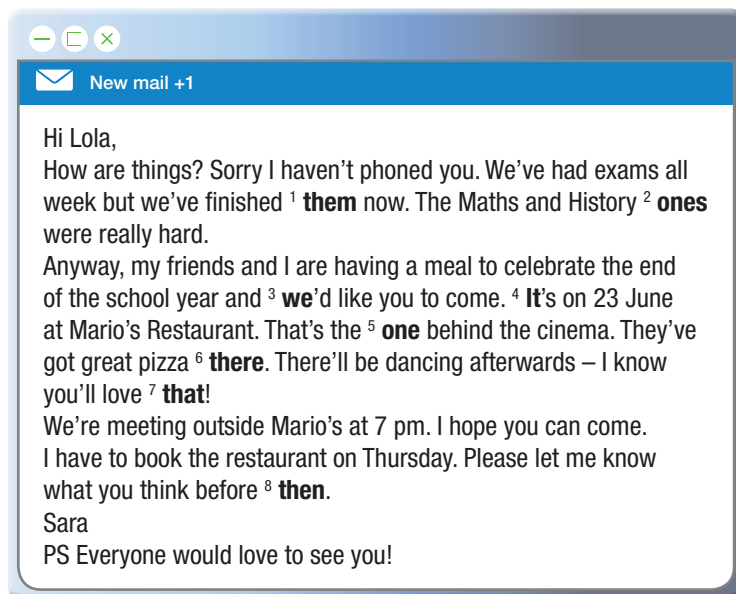 New mail +1
Hi Lola,
How are things? Sorry I haven’t phoned you. We’ve had exams all
week but we’ve finished ¹ them now. The Maths and History ² ones
were really hard.
Anyway, my friends and I are having a meal to celebrate the end
of the school year and ³ we’d like you to come. ⁴ It’s on 23 June
at Mario’s Restaurant. That’s the ⁵ one behind the cinema. They’ve
got great pizza ⁶ there. There’ll be dancing afterwards – I know
you’ll love ⁷ that!
We’re meeting outside Mario’s at 7 pm. I hope you can come.
I have to book the restaurant on Thursday. Please let me know
what you think before ⁸ then.
Sara
PS Everyone would love to see you!